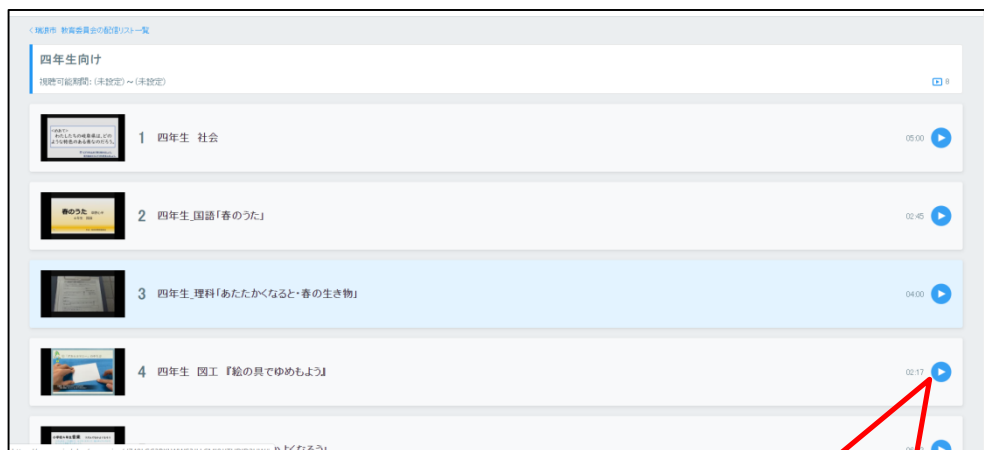 < 瑞浪市 教育委員会の配信リスト一覧
四年生向け
視聴可能期間: (未設定) ~ (未設定)
8
1 四年生 社会
05:00
春のうた
2 四年生_国語「春のうた」
02:45
3 四年生_理科「あたたかくなると・春の生き物」
04:00
4 四年生 図工 『絵の具でゆめもよう』
02:17